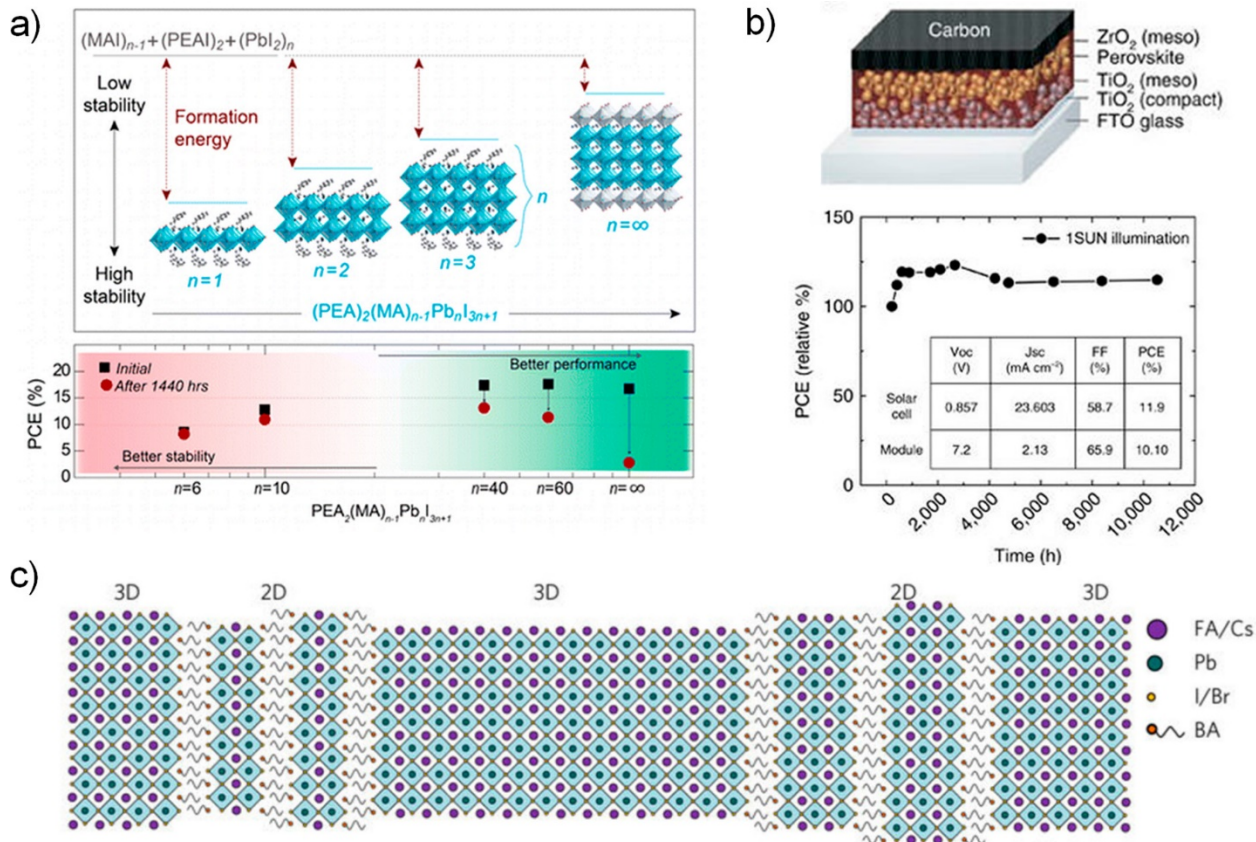 a)
(MAI)n-1+(PEAI)2+(PbI2)n
Low
stability
Formation
energy
High
stability
n=1
n=2
n=3
n
n=∞
(PEA)2(MA)n-1PbnI3n+1
PCE (%)
20
15
10
5
0
Initial
After 1440 hrs
Better performance
Better stability
n=6
n=10
n=40
n=60
n=∞
PEA2(MA)n-1PbnI3n+1
b)
Carbon
ZrO2 (meso)
Perovskite
TiO2 (meso)
TiO2 (compact)
FTO glass
1SUN illumination
PCE (relative %)
150
100
50
0
Voc (V) Jsc (mA cm−2) FF (%) PCE (%)
Solar cell 0.857 23.603 58.7 11.9
Module 7.2 2.13 65.9 10.10
0 2,000 4,000 6,000 8,000 10,000 12,000
Time (h)
c)
3D 2D 3D 2D 3D
FA/Cs
Pb
I/Br
BA